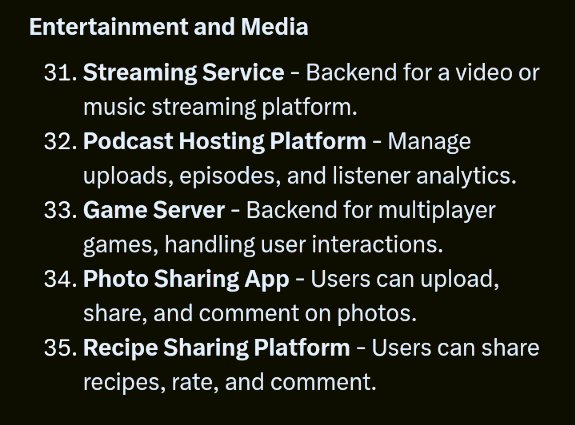 Entertainment and Media
31. Streaming Service - Backend for a video or
music streaming platform.
32. Podcast Hosting Platform - Manage
uploads, episodes, and listener analytics.
33. Game Server - Backend for multiplayer
games, handling user interactions.
34. Photo Sharing App - Users can upload,
share, and comment on photos.
35. Recipe Sharing Platform - Users can share
recipes, rate, and comment.